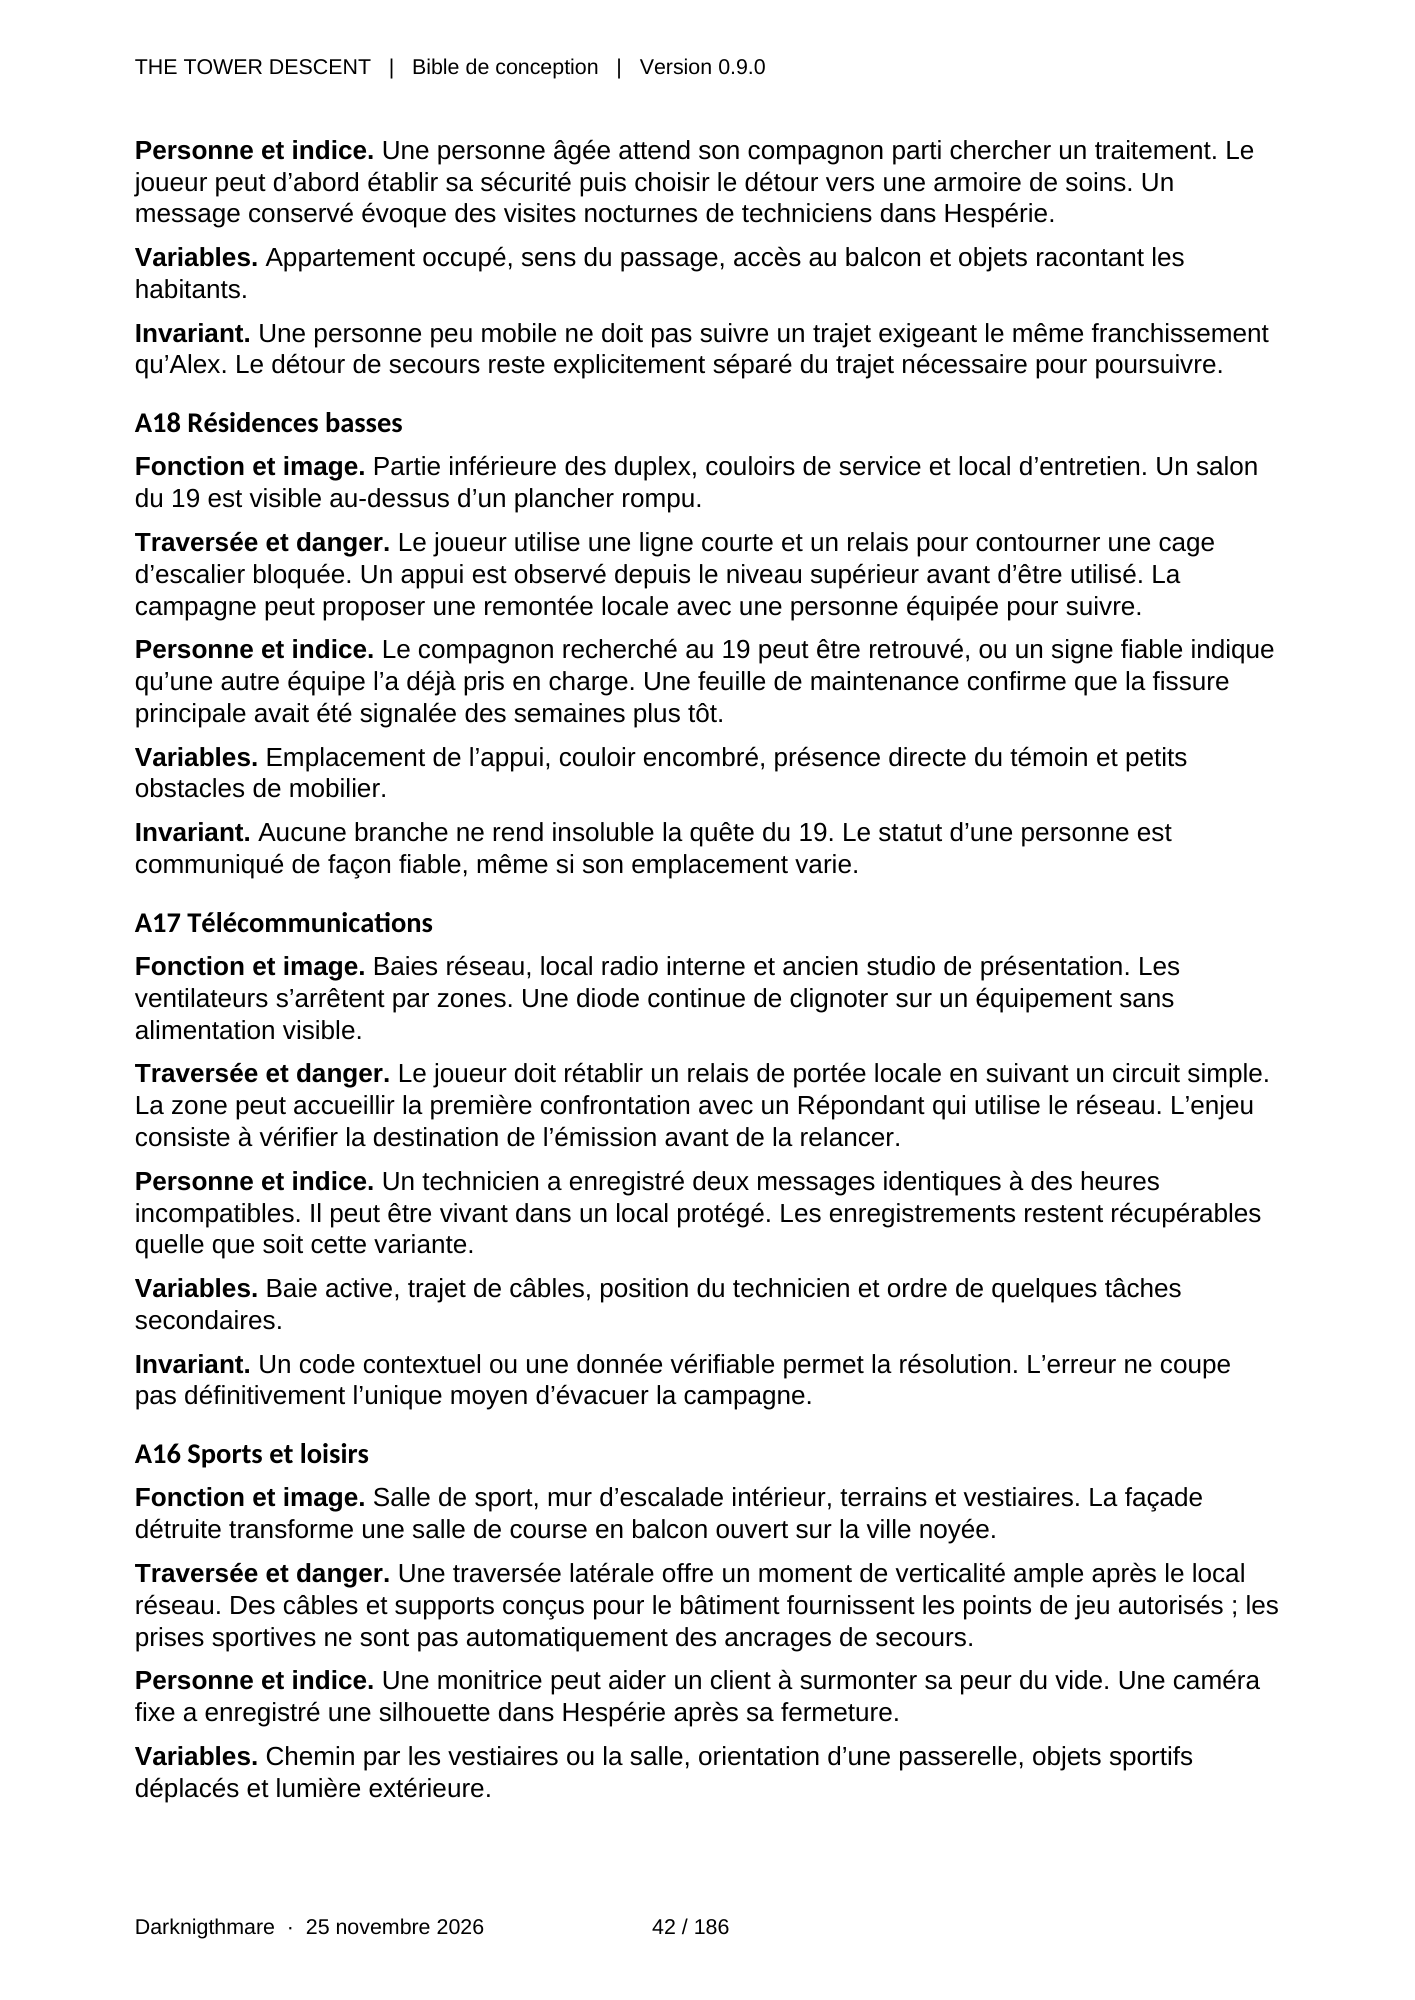 THE TOWER DESCENT | Bible de conception | Version 0.9.0
Personne et indice. Une personne âgée attend son compagnon parti chercher un traitement. Le
joueur peut d’abord établir sa sécurité puis choisir le détour vers une armoire de soins. Un
message conservé évoque des visites nocturnes de techniciens dans Hespérie.
Variables. Appartement occupé, sens du passage, accès au balcon et objets racontant les
habitants.
Invariant. Une personne peu mobile ne doit pas suivre un trajet exigeant le même franchissement
qu’Alex. Le détour de secours reste explicitement séparé du trajet nécessaire pour poursuivre.
A18 Résidences basses
Fonction et image. Partie inférieure des duplex, couloirs de service et local d’entretien. Un salon
du 19 est visible au-dessus d’un plancher rompu.
Traversée et danger. Le joueur utilise une ligne courte et un relais pour contourner une cage
d’escalier bloquée. Un appui est observé depuis le niveau supérieur avant d’être utilisé. La
campagne peut proposer une remontée locale avec une personne équipée pour suivre.
Personne et indice. Le compagnon recherché au 19 peut être retrouvé, ou un signe fiable indique
qu’une autre équipe l’a déjà pris en charge. Une feuille de maintenance confirme que la fissure
principale avait été signalée des semaines plus tôt.
Variables. Emplacement de l’appui, couloir encombré, présence directe du témoin et petits
obstacles de mobilier.
Invariant. Aucune branche ne rend insoluble la quête du 19. Le statut d’une personne est
communiqué de façon fiable, même si son emplacement varie.
A17 Télécommunications
Fonction et image. Baies réseau, local radio interne et ancien studio de présentation. Les
ventilateurs s’arrêtent par zones. Une diode continue de clignoter sur un équipement sans
alimentation visible.
Traversée et danger. Le joueur doit rétablir un relais de portée locale en suivant un circuit simple.
La zone peut accueillir la première confrontation avec un Répondant qui utilise le réseau. L’enjeu
consiste à vérifier la destination de l’émission avant de la relancer.
Personne et indice. Un technicien a enregistré deux messages identiques à des heures
incompatibles. Il peut être vivant dans un local protégé. Les enregistrements restent récupérables
quelle que soit cette variante.
Variables. Baie active, trajet de câbles, position du technicien et ordre de quelques tâches
secondaires.
Invariant. Un code contextuel ou une donnée vérifiable permet la résolution. L’erreur ne coupe
pas définitivement l’unique moyen d’évacuer la campagne.
A16 Sports et loisirs
Fonction et image. Salle de sport, mur d’escalade intérieur, terrains et vestiaires. La façade
détruite transforme une salle de course en balcon ouvert sur la ville noyée.
Traversée et danger. Une traversée latérale offre un moment de verticalité ample après le local
réseau. Des câbles et supports conçus pour le bâtiment fournissent les points de jeu autorisés ; les
prises sportives ne sont pas automatiquement des ancrages de secours.
Personne et indice. Une monitrice peut aider un client à surmonter sa peur du vide. Une caméra
fixe a enregistré une silhouette dans Hespérie après sa fermeture.
Variables. Chemin par les vestiaires ou la salle, orientation d’une passerelle, objets sportifs
déplacés et lumière extérieure.
Darknigthmare · 25 novembre 2026 42 / 186